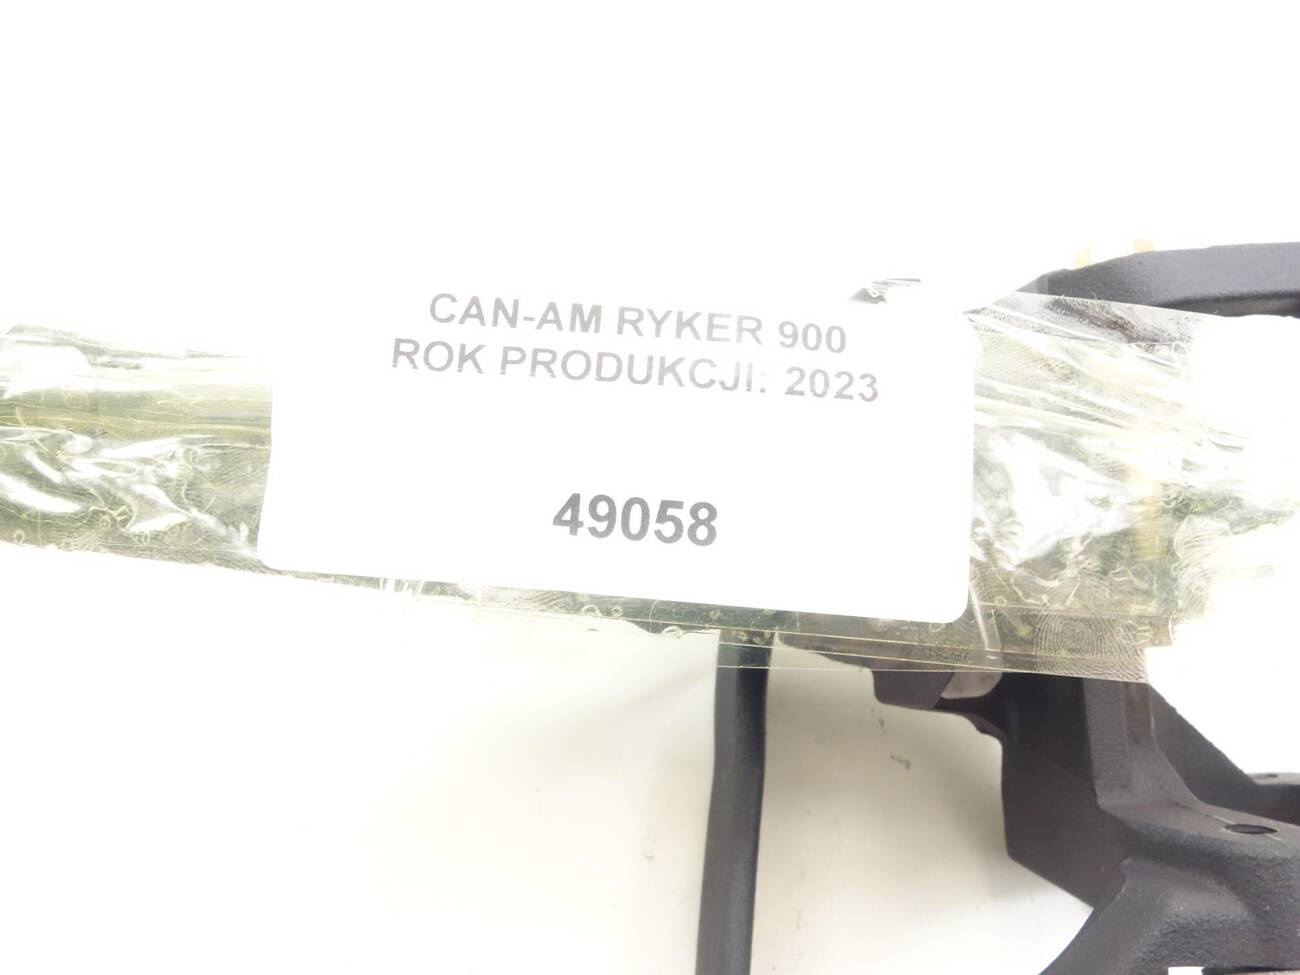 CAN-AM RYKER 900
ROK PRODUKCJI: 2023
49058